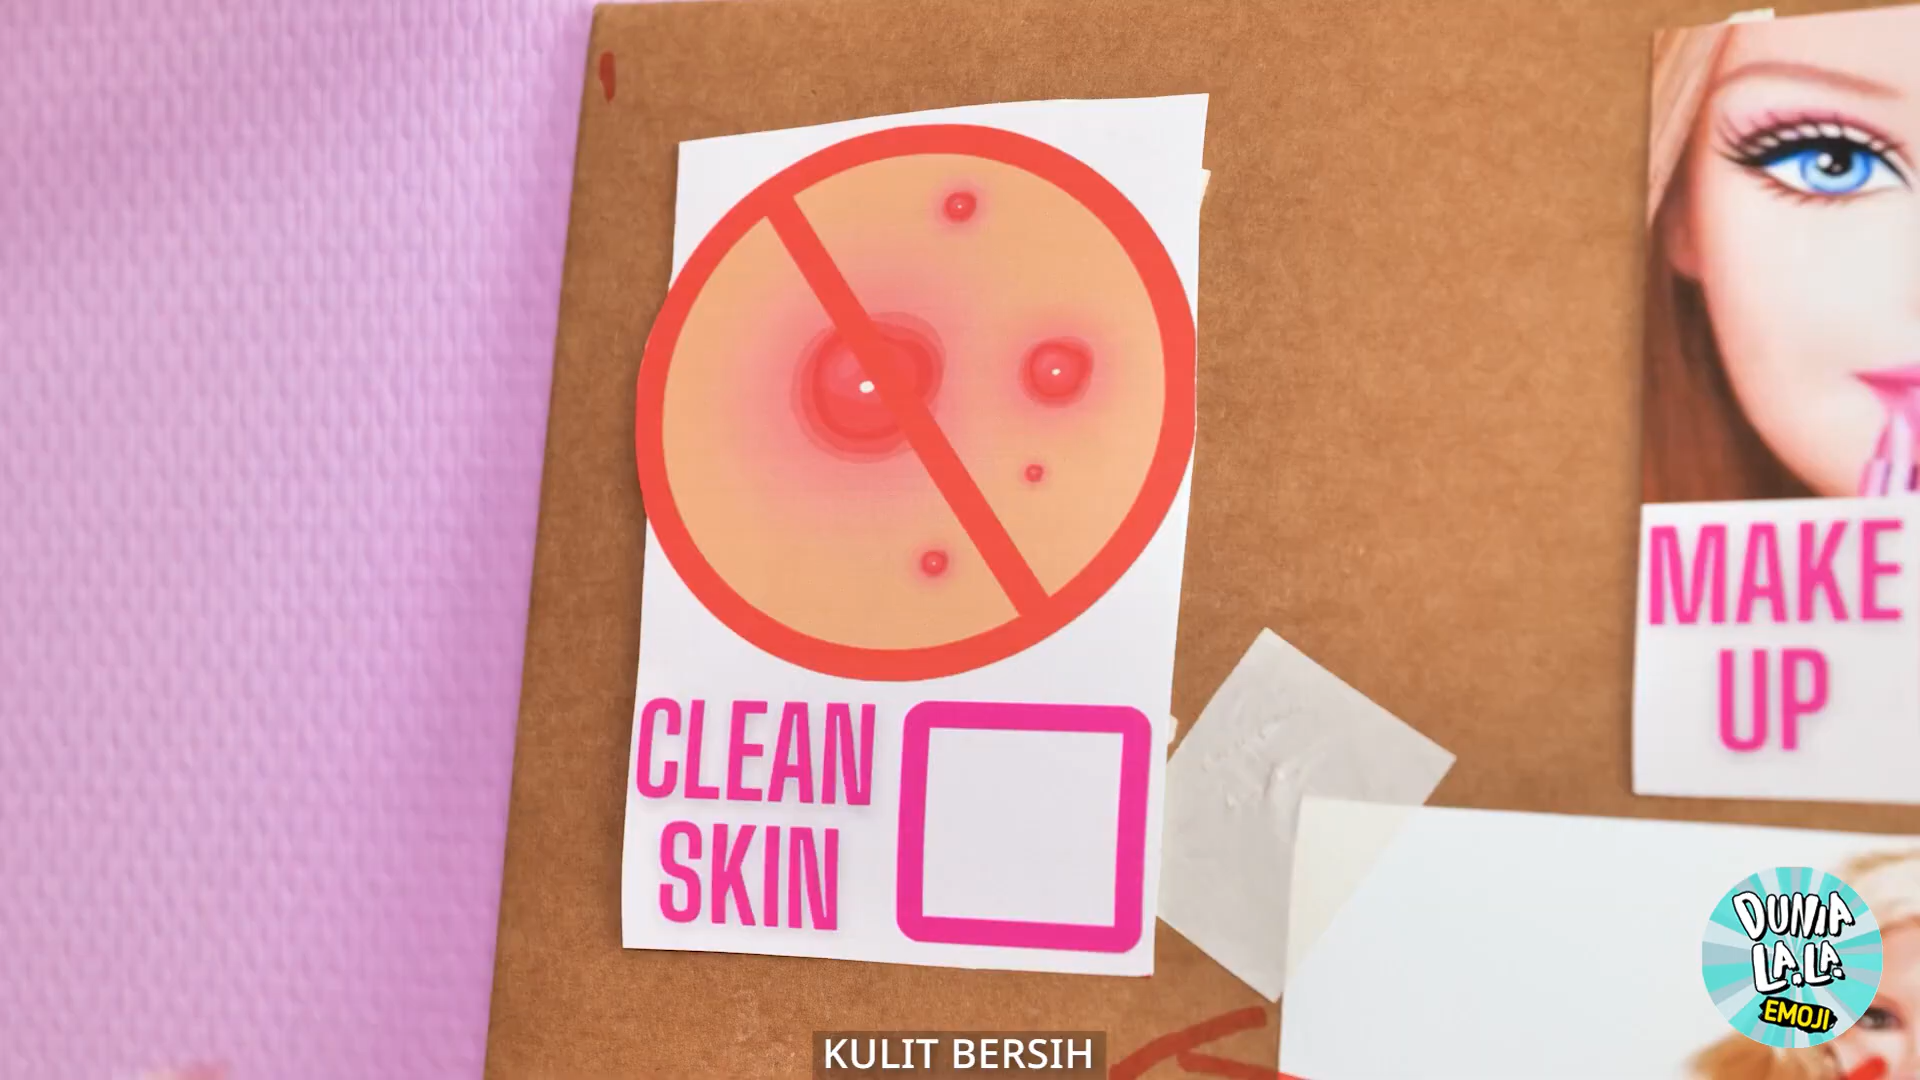 CLEAN
SKIN
MAKE
UP
DUNIA
LA.LA.
EMOJI
KULIT BERSIH